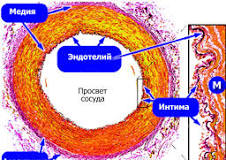 Медия
Эндотелий
Просвет
сосуда
Интима
М